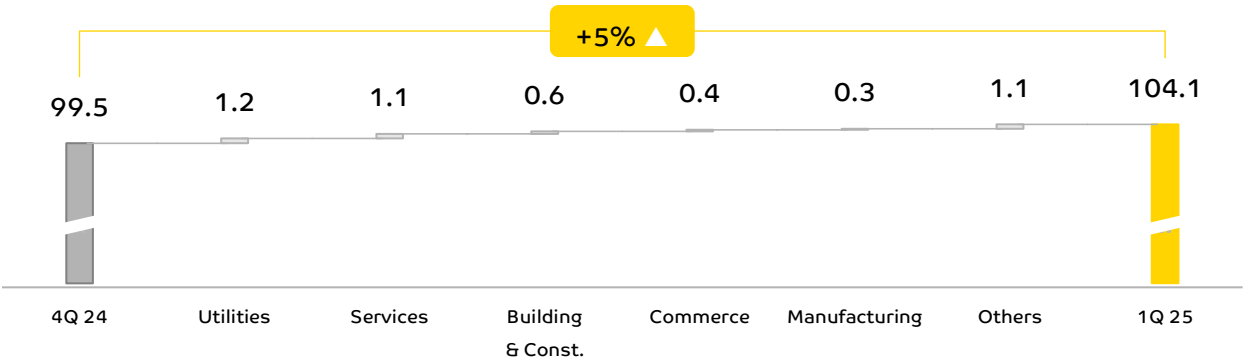 +5%
99.5
1.2
1.1
0.6
0.4
0.3
1.1
104.1
4Q 24
Utilities
Services
Building
& Const.
Commerce
Manufacturing
Others
1Q 25